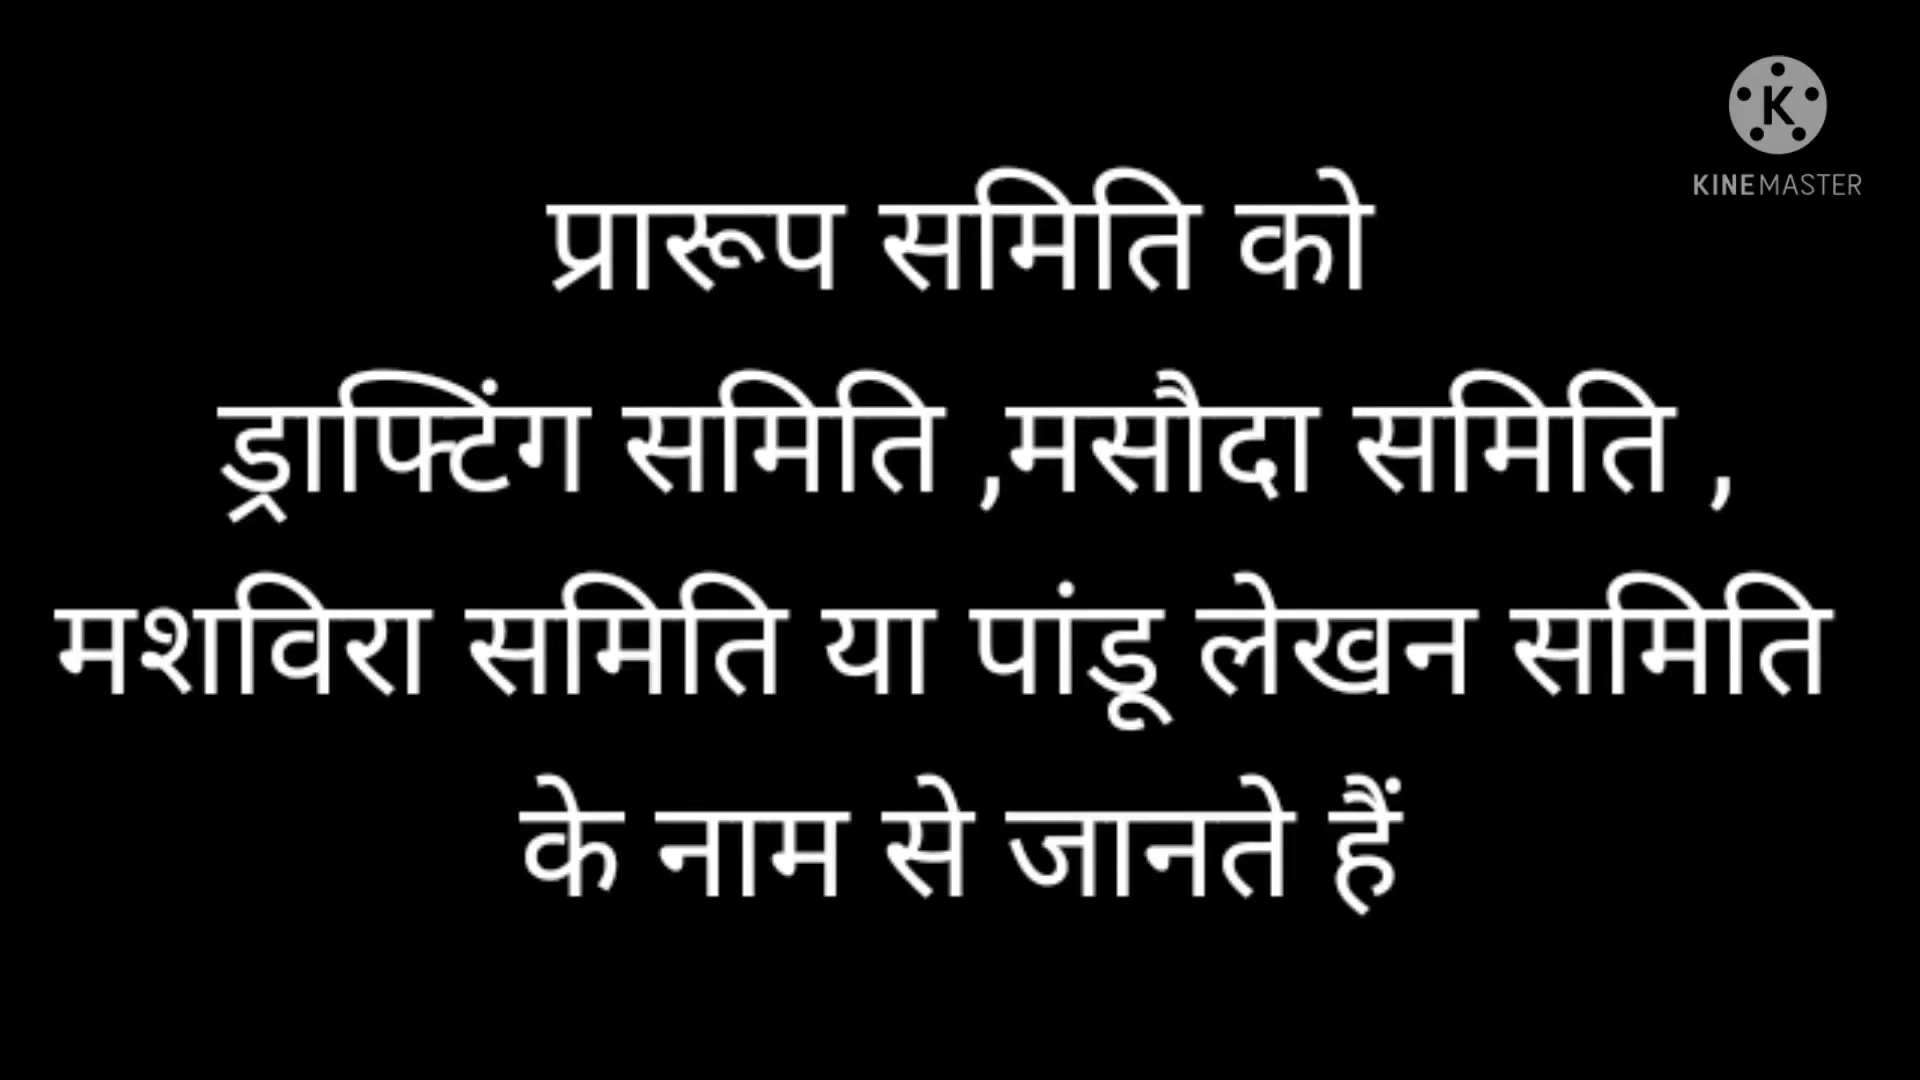 KINEMASTER
प्रारूप समिति को
ड्राफ्टिंग समिति ,मसौदा समिति ,
मशविरा समिति या पांडू लेखन समिति
के नाम से जानते हैं